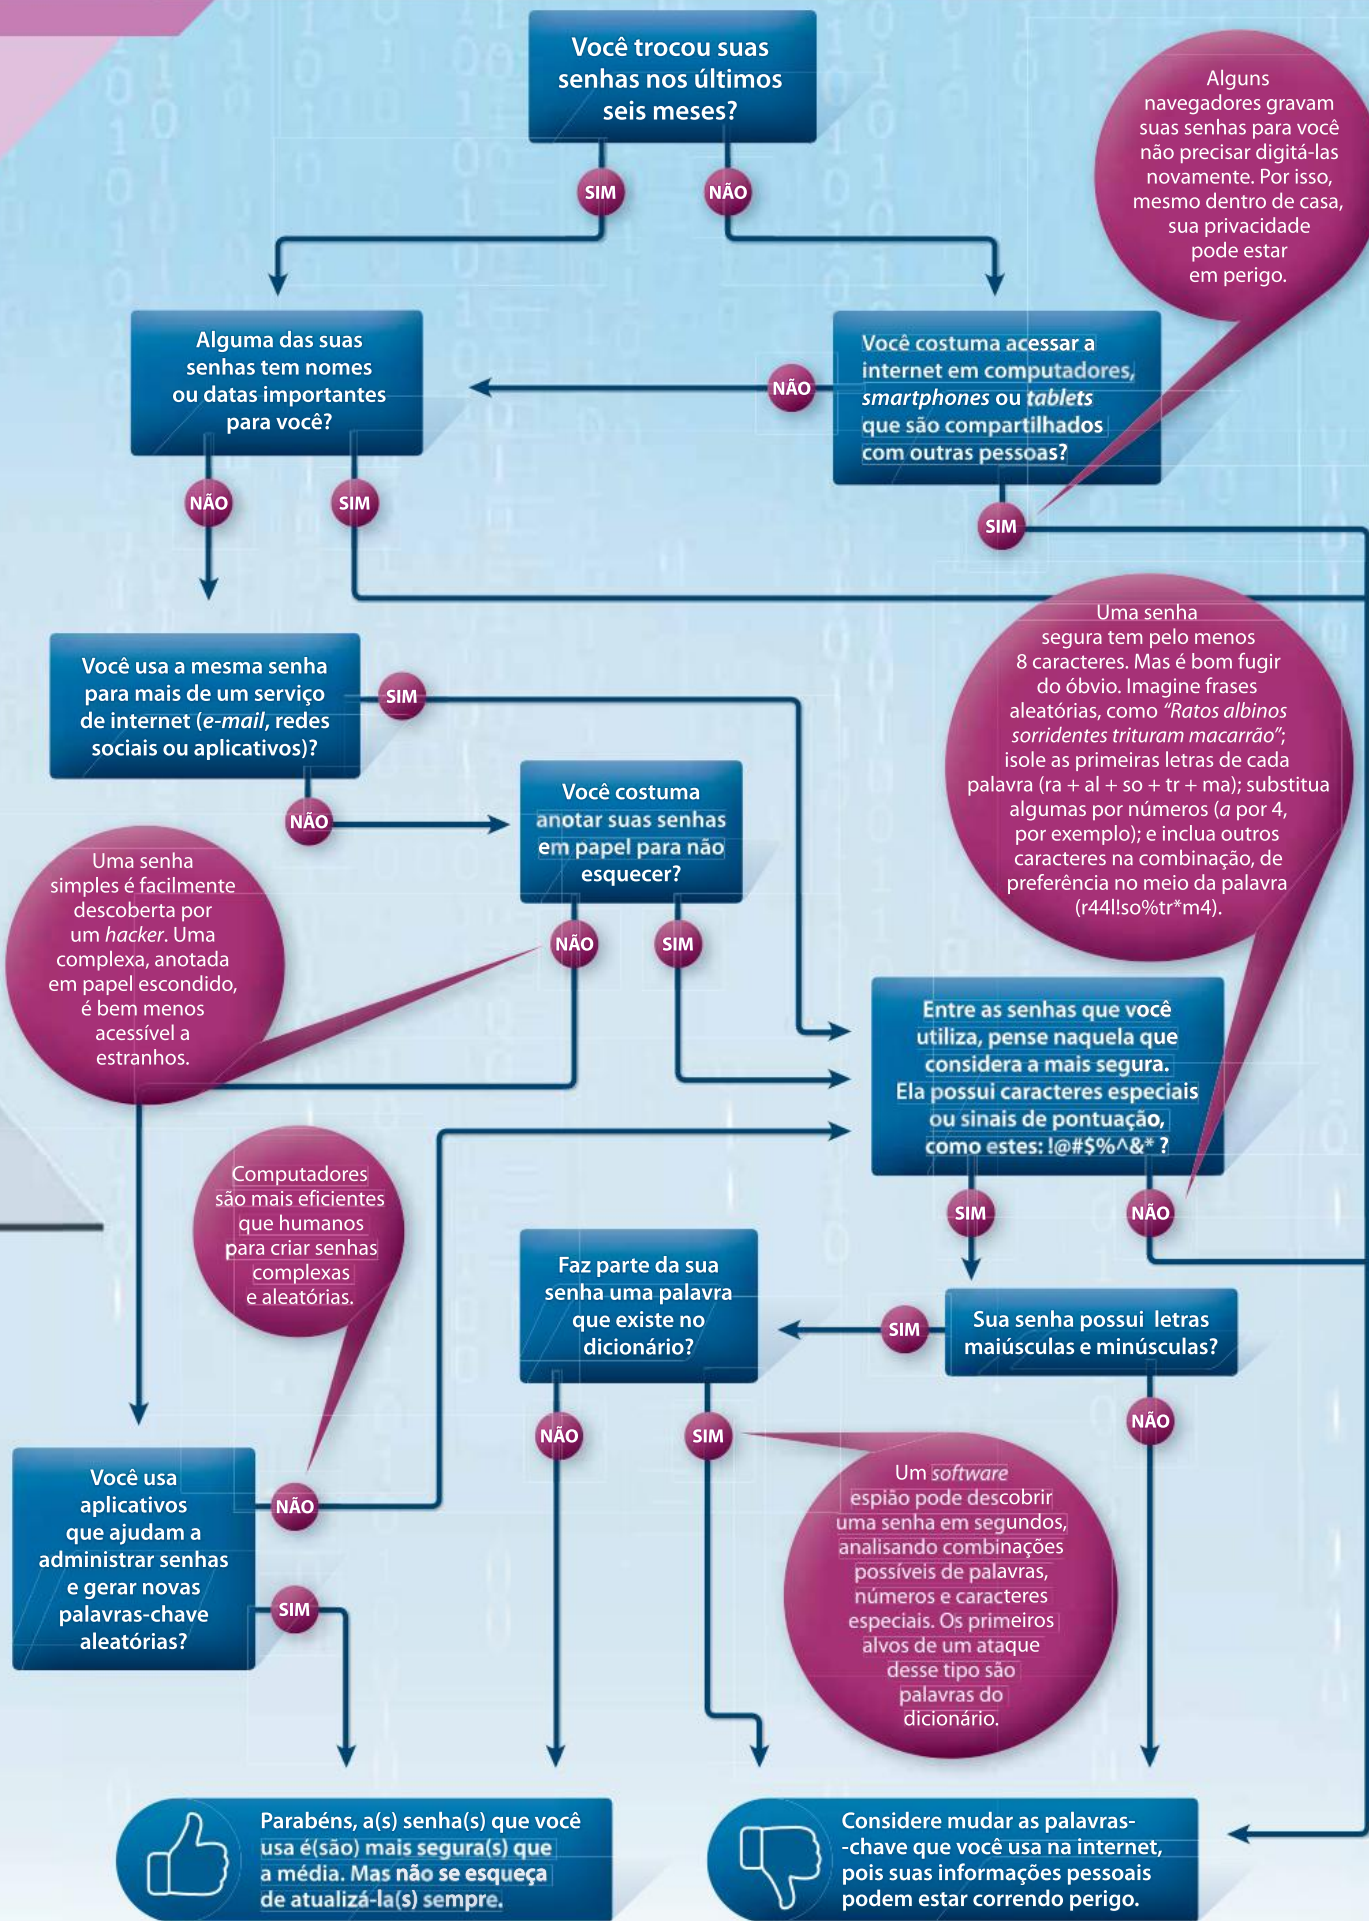 Você trocou suas
senhas nos últimos
seis meses?
SIM
NÃO
Alguns
navegadores gravam
suas senhas para você
não precisar digitá-las
novamente. Por isso,
mesmo dentro de casa,
sua privacidade
pode estar
em perigo.
Alguma das suas
senhas tem nomes
ou datas importantes
para você?
NÃO
SIM
Você costuma acessar a
internet em computadores,
smartphones ou tablets
que são compartilhados
com outras pessoas?
NÃO
SIM
Você usa a mesma senha
para mais de um serviço
de internet (e-mail, redes
sociais ou aplicativos)?
SIM
NÃO
Uma senha
segura tem pelo menos
8 caracteres. Mas é bom fugir
do óbvio. Imagine frases
aleatórias, como “Ratos albinos
sorridentes trituram macarrão”;
isole as primeiras letras de cada
palavra (ra + al + so + tr + ma); substitua
algumas por números (a por 4,
por exemplo); e inclua outros
caracteres na combinação, de
preferência no meio da palavra
(r44l!so%tr*m4).
Você costuma
anotar suas senhas
em papel para não
esquecer?
NÃO
SIM
Uma senha
simples é facilmente
descoberta por
um hacker. Uma
complexa, anotada
em papel escondido,
é bem menos
acessível a
estranhos.
Entre as senhas que você
utiliza, pense naquela que
considera a mais segura.
Ela possui caracteres especiais
ou sinais de pontuação,
como estes: !@#$%^&* ?
SIM
NÃO
Computadores
são mais eficientes
que humanos
para criar senhas
complexas
e aleatórias.
Faz parte da sua
senha uma palavra
que existe no
dicionário?
NÃO
SIM
Sua senha possui letras
maiúsculas e minúsculas?
SIM
NÃO
Você usa
aplicativos
que ajudam a
administrar senhas
e gerar novas
palavras-chave
aleatórias?
NÃO
SIM
Um software
espião pode descobrir
uma senha em segundos,
analisando combinações
possíveis de palavras,
números e caracteres
especiais. Os primeiros
alvos de um ataque
desse tipo são
palavras do
dicionário.
Parabéns, a(s) senha(s) que você
usa é(são) mais segura(s) que
a média. Mas não se esqueça
de atualizá-la(s) sempre.
Considere mudar as palavras-
-chave que você usa na internet,
pois suas informações pessoais
podem estar correndo perigo.